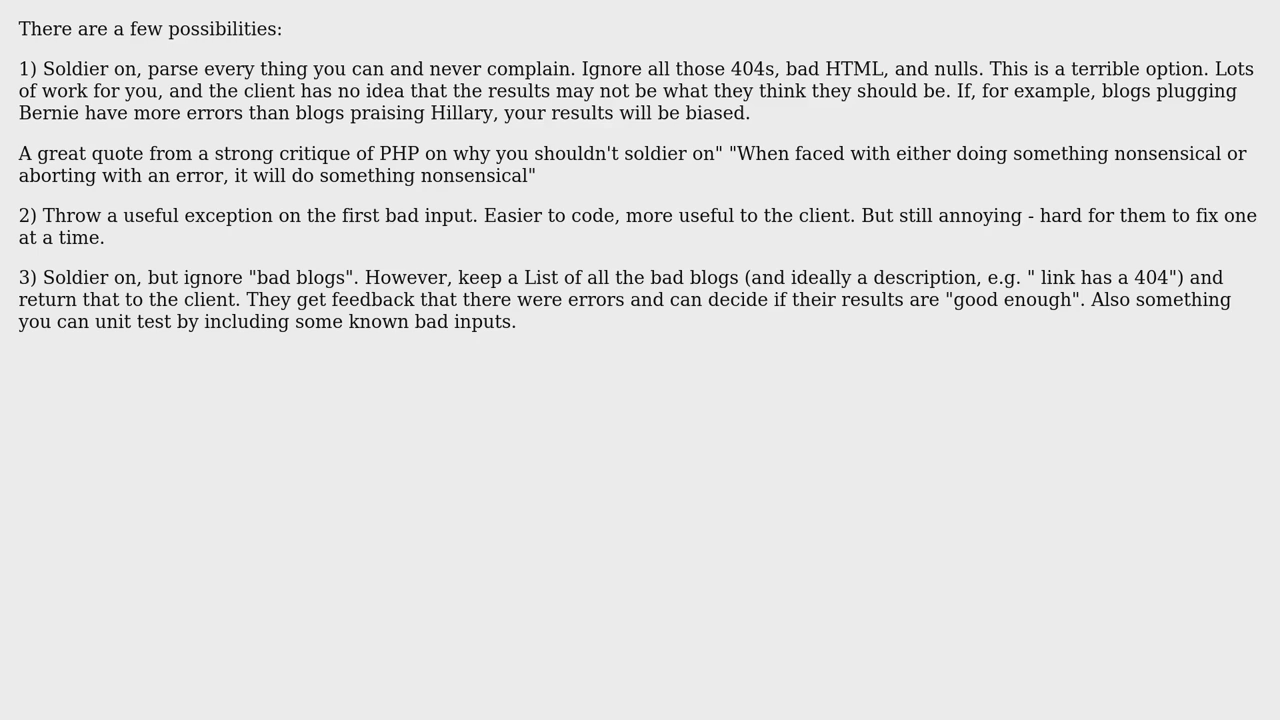 There are a few possibilities:
1) Soldier on, parse every thing you can and never complain. Ignore all those 404s, bad HTML, and nulls. This is a terrible option. Lots
of work for you, and the client has no idea that the results may not be what they think they should be. If, for example, blogs plugging
Bernie have more errors than blogs praising Hillary, your results will be biased.
A great quote from a strong critique of PHP on why you shouldn't soldier on" "When faced with either doing something nonsensical or
aborting with an error, it will do something nonsensical"
2) Throw a useful exception on the first bad input. Easier to code, more useful to the client. But still annoying - hard for them to fix one
at a time.
3) Soldier on, but ignore "bad blogs". However, keep a List of all the bad blogs (and ideally a description, e.g. " link has a 404") and
return that to the client. They get feedback that there were errors and can decide if their results are "good enough". Also something
you can unit test by including some known bad inputs.